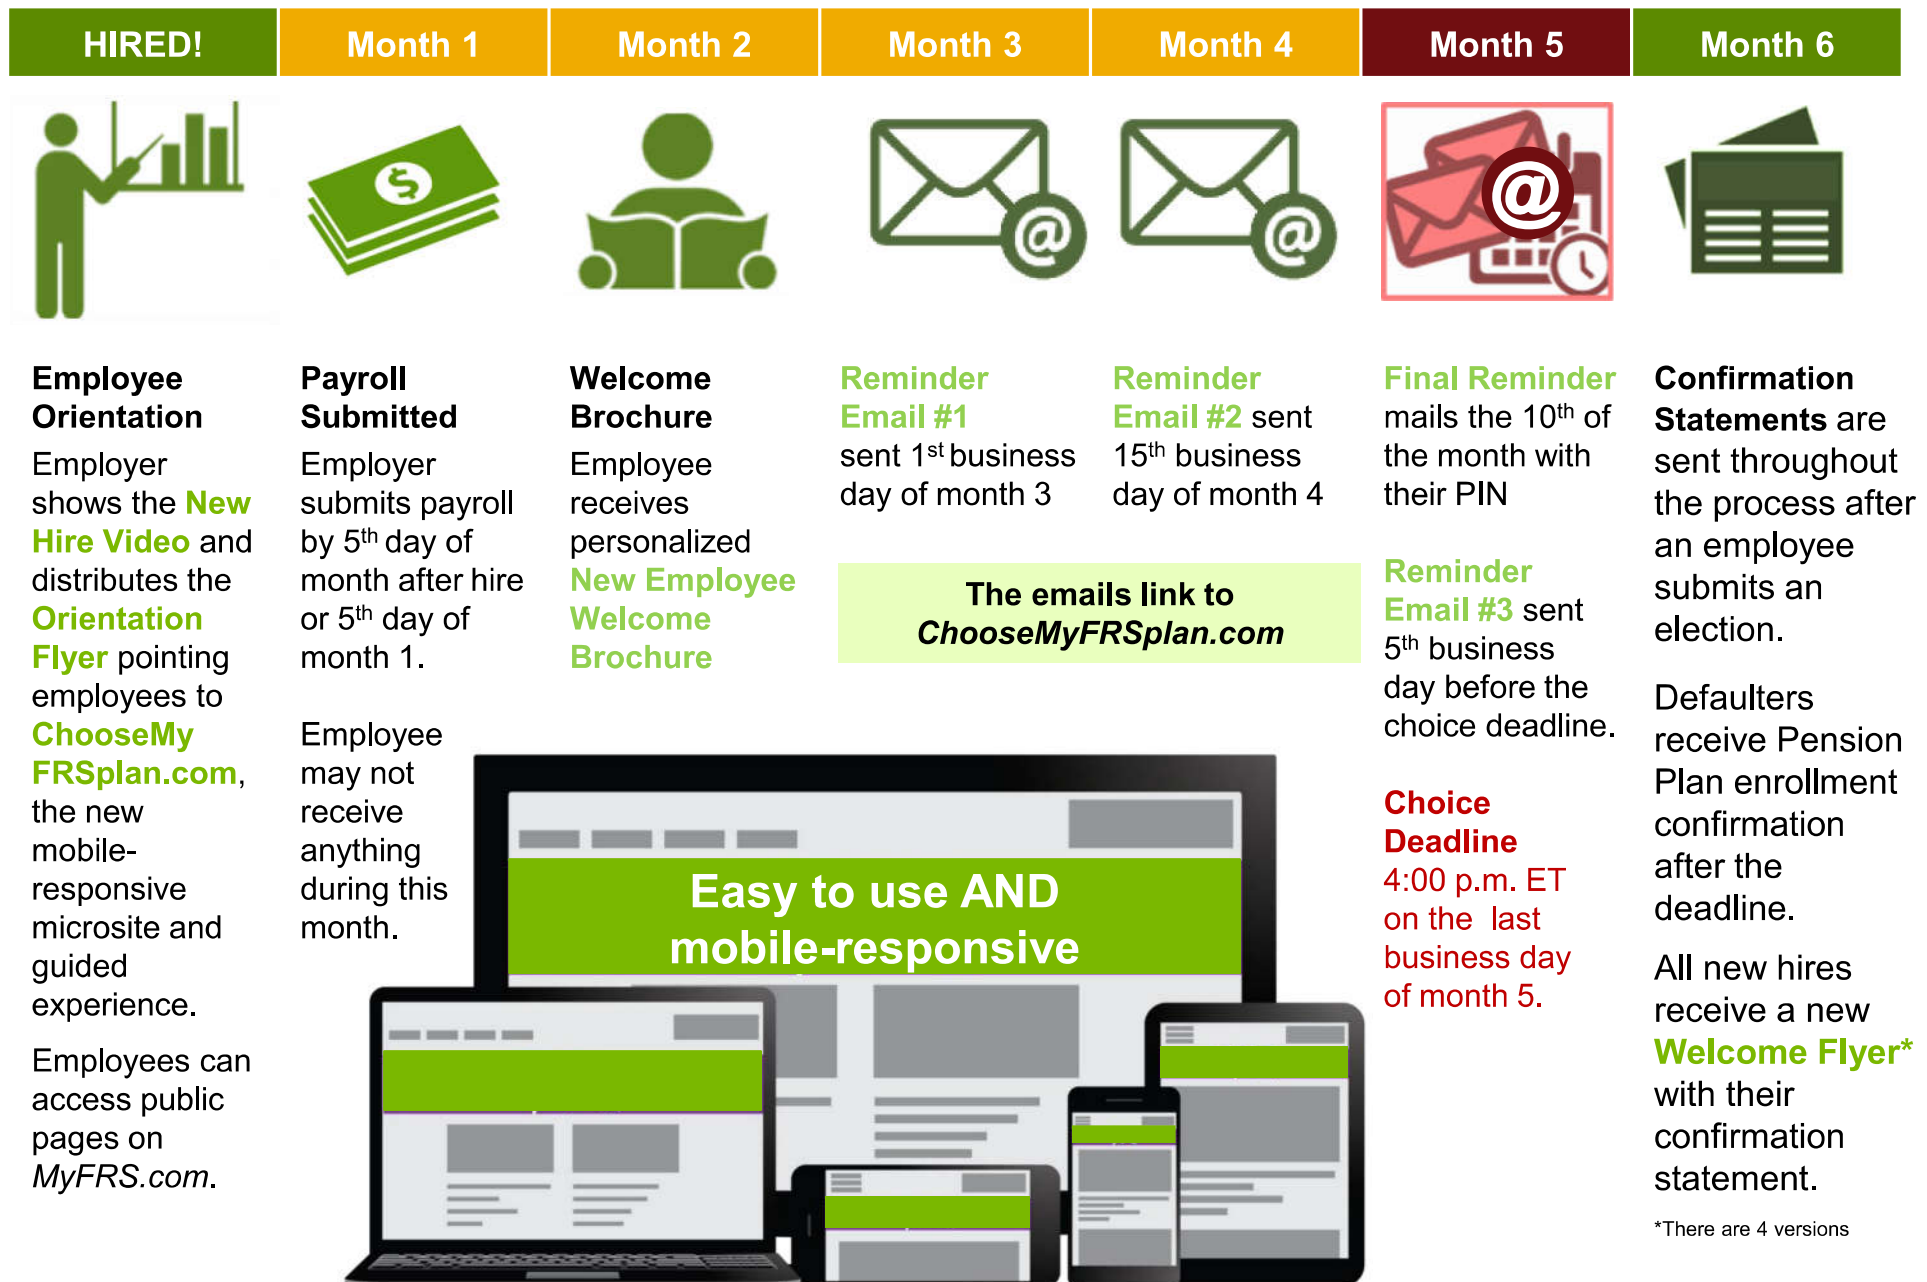 HIRED!
Month 1
Month 2
Month 3
Month 4
Month 5
Month 6
$
@
@
@
Employee
Orientation
Employer
shows the New
Hire Video and
distributes the
Orientation
Flyer pointing
employees to
ChooseMy
FRSplan.com,
the new
mobile-
responsive
microsite and
guided
experience.
Employees can
access public
pages on
MyFRS.com.
Payroll
Submitted
Employer
submits payroll
by 5th day of
month after hire
or 5th day of
month 1.
Employee
may not
receive
anything
during this
month.
Welcome
Brochure
Employee
receives
personalized
New Employee
Welcome
Brochure
Reminder
Email #1
sent 1st business
day of month 3
Reminder
Email #2 sent
15th business
day of month 4
The emails link to
ChooseMyFRSplan.com
Easy to use AND
mobile-responsive
Final Reminder
mails the 10th of
the month with
their PIN
Reminder
Email #3 sent
5th business
day before the
choice deadline.
Choice
Deadline
4:00 p.m. ET
on the last
business day
of month 5.
Confirmation
Statements are
sent throughout
the process after
an employee
submits an
election.
Defaulters
receive Pension
Plan enrollment
confirmation
after the
deadline.
All new hires
receive a new
Welcome Flyer*
with their
confirmation
statement.
*There are 4 versions